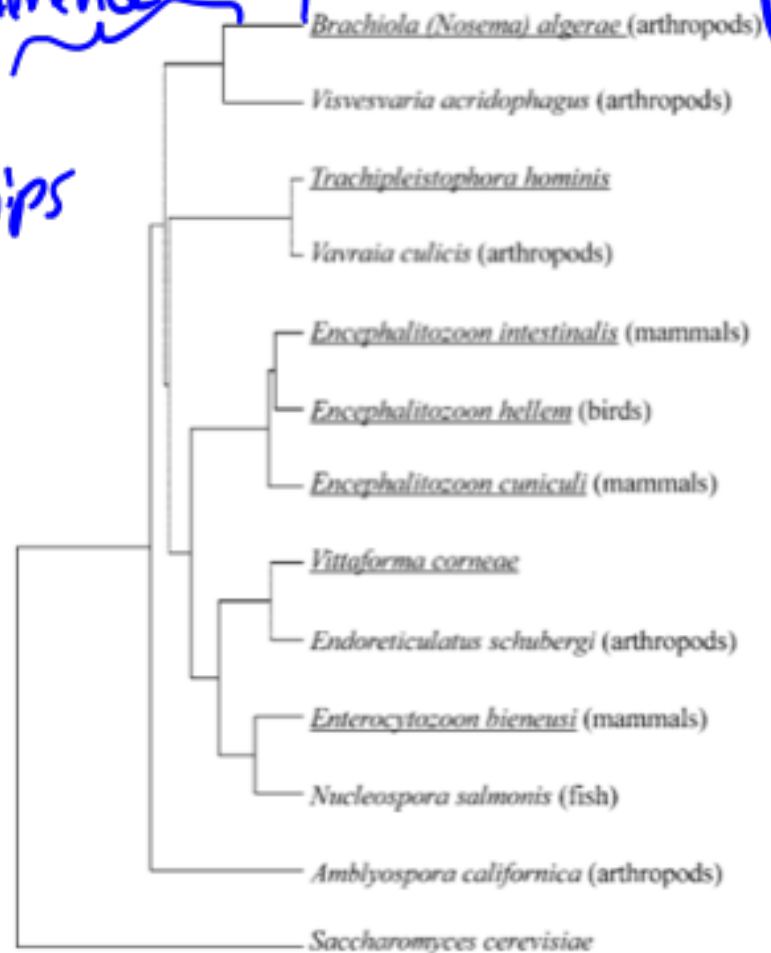 Brachiola (Nosema) algerae (arthropods)
Visvesvaria acridophagus (arthropods)
ips
Trachipleistophora hominis
Vavraia culicis (arthropods)
Encephalitozoon intestinalis (mammals)
Encephalitozoon hellem (birds)
Encephalitozoon cuniculi (mammals)
Vittaforma corneae
Endoreticulatus schubergi (arthropods)
Enterocytozoon bieneusi (mammals)
Nucleospora salmonis (fish)
Amblyospora californica (arthropods)
Saccharomyces cerevisiae